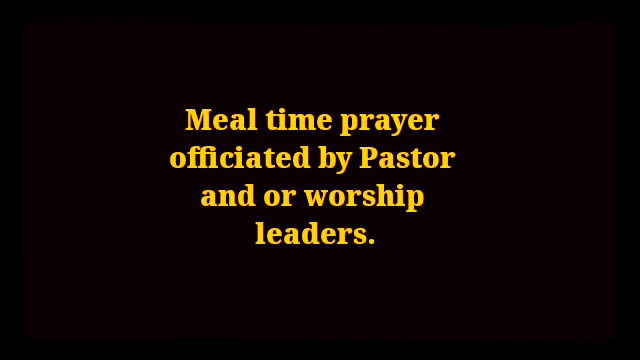 Meal time prayer
officiated by Pastor
and or worship
leaders.